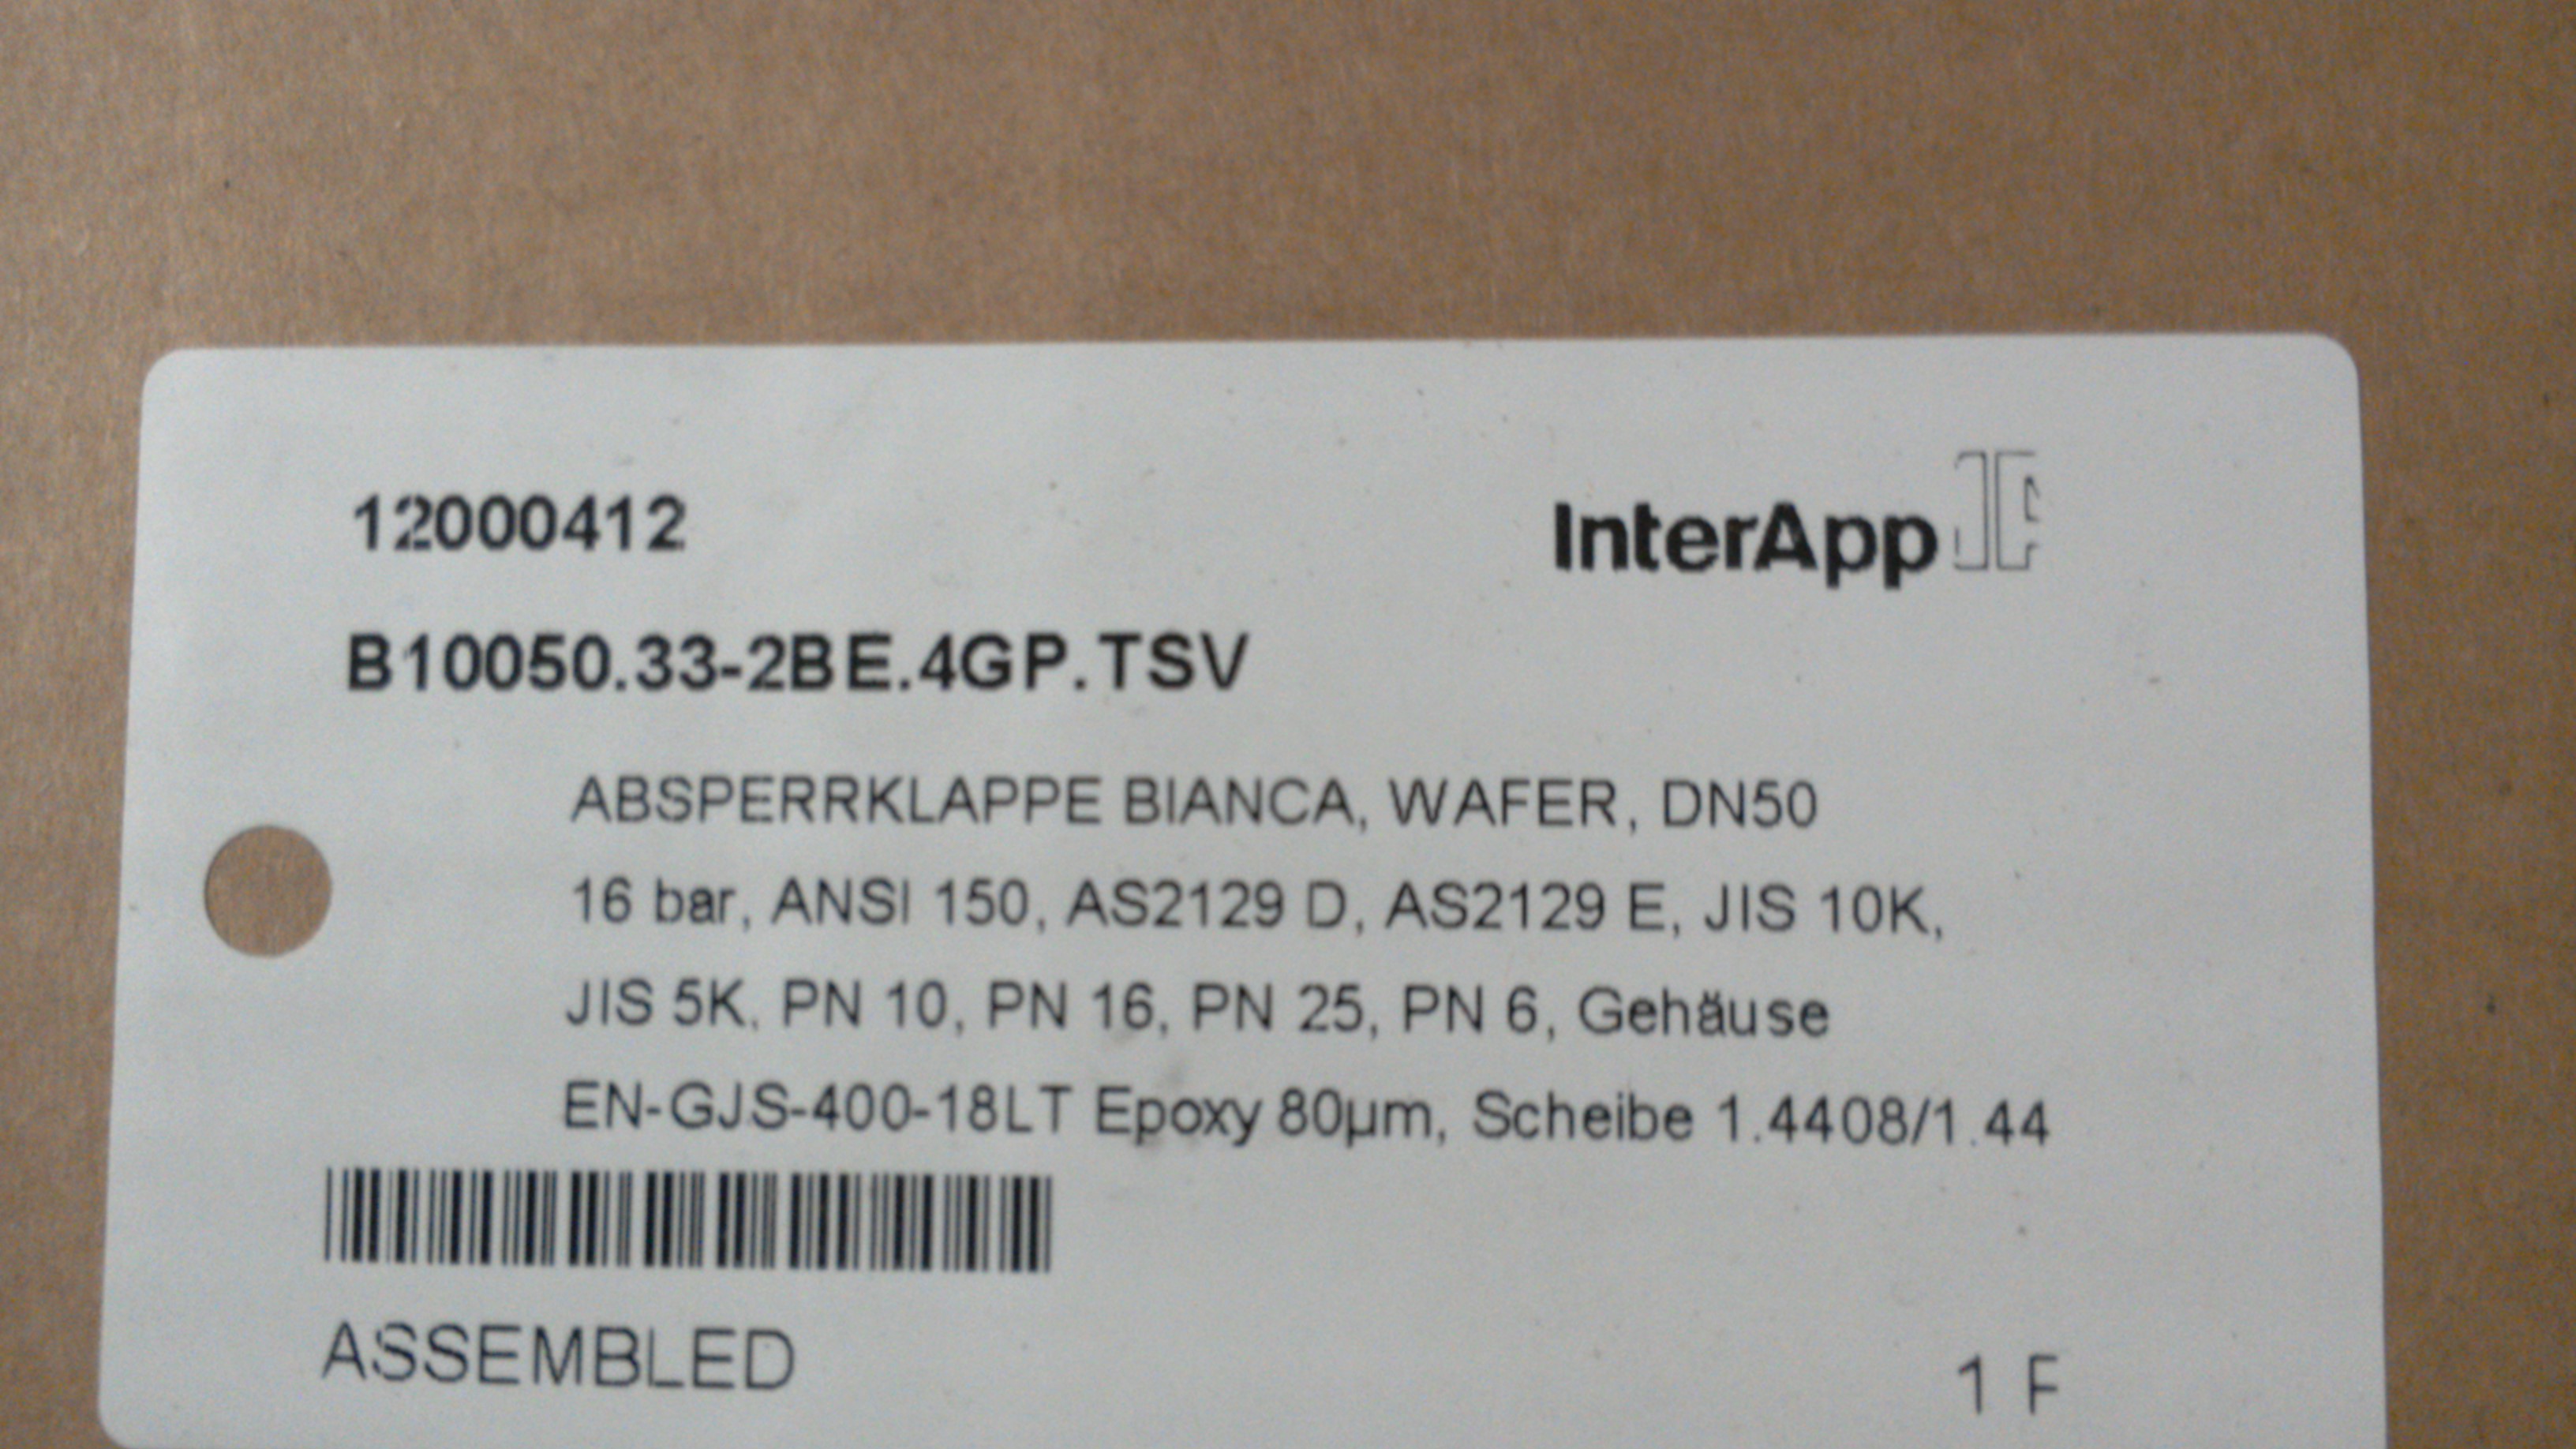 12000412
InterApp
B10050.33-2BE.4GP.TSV
ABSPERRKLAPPE BIANCA, WAFER, DN50
16 bar, ANSI 150, AS2129 D, AS2129 E, JIS 10K,
JIS 5K, PN 10, PN 16, PN 25, PN 6, Gehäuse
EN-GJS-400-18LT Epoxy 80µm, Scheibe 1.4408/1.44
ASSEMBLED
1